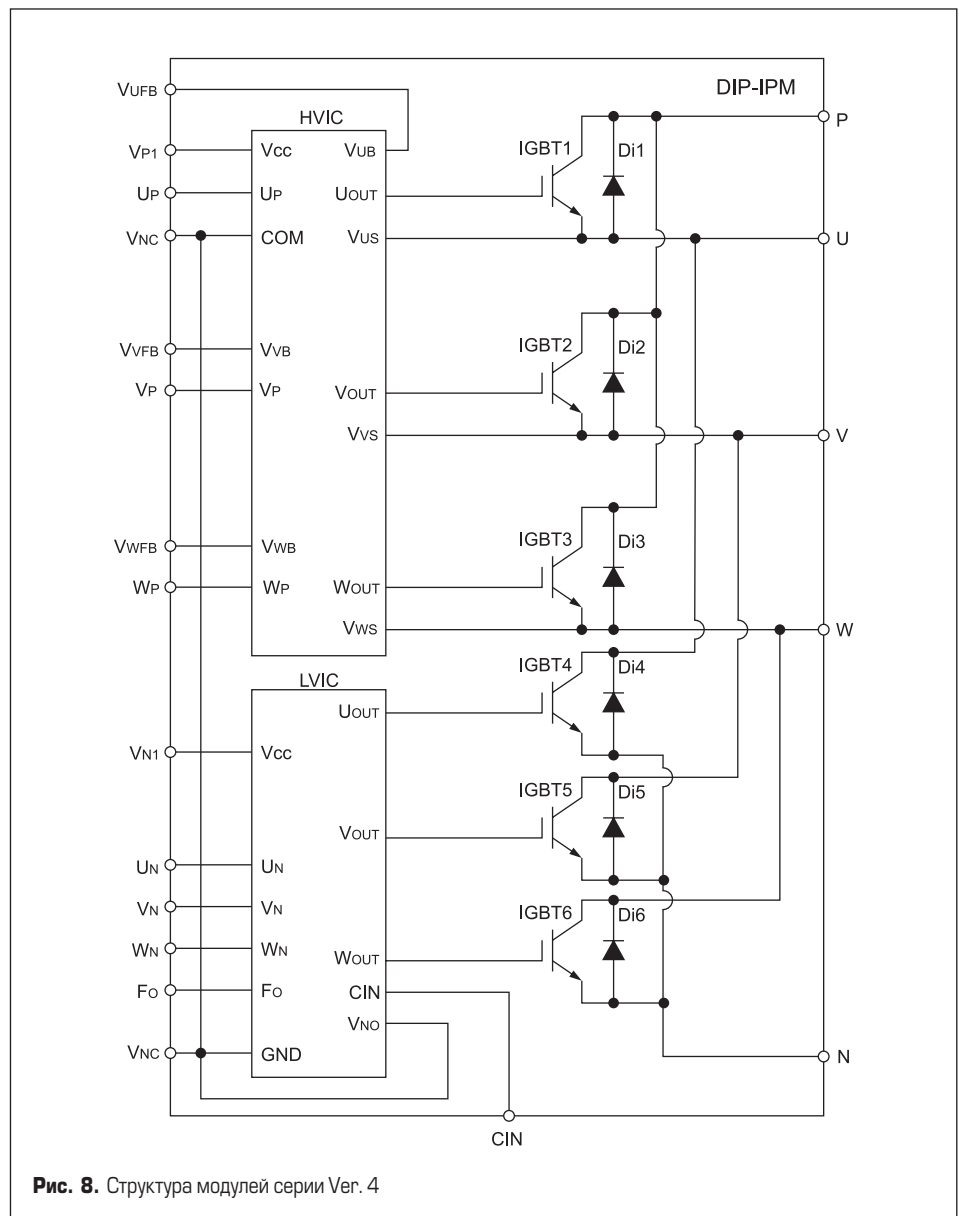 DIP-IPM
VUFB
HVIC
P
VP1
VCC
VUB
IGBT1
Di1
UP
UP
UOUT
VNC
COM
VUS
U
VVFB
VVB
IGBT2
Di2
VP
VP
VOUT
VVS
V
VWFB
VWB
IGBT3
Di3
WP
WP
WOUT
VWS
W
LVIC
IGBT4
Di4
UOUT
VN1
VCC
IGBT5
Di5
VOUT
UN
UN
VN
VN
IGBT6
Di6
WN
WN
WOUT
FO
FO
CIN
VNO
VNC
GND
N
CIN
Рис. 8. Структура модулей серии Ver. 4